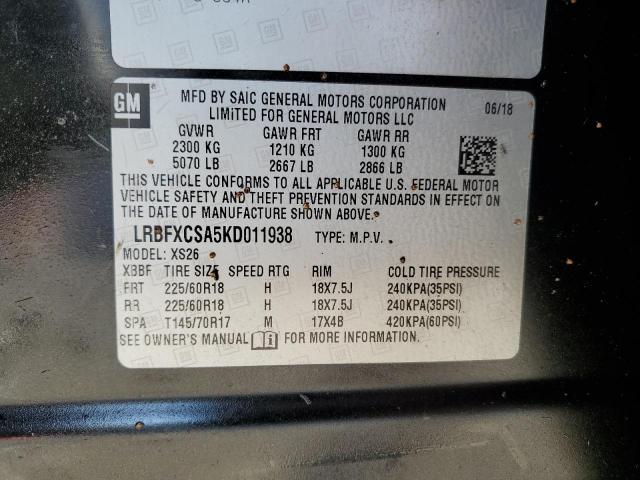 GM
MFD BY SAIC GENERAL MOTORS CORPORATION 06/18
LIMITED FOR GENERAL MOTORS LLC
GVWR GAWR FRT GAWR RR
2300 KG 1210 KG 1300 KG
5070 LB 2667 LB 2866 LB
THIS VEHICLE CONFORMS TO ALL APPLICABLE U.S. FEDERAL MOTOR
VEHICLE SAFETY AND THEFT PREVENTION STANDARDS IN EFFECT ON
THE DATE OF MANUFACTURE SHOWN ABOVE.
LRBFXCSA5KD011938 TYPE: M.P.V.
MODEL: XS26
XBBF TIRE SIZE SPEED RTG RIM COLD TIRE PRESSURE
FRT 225/60R18 H 18X7.5J 240KPA(35PSI)
RR 225/60R18 H 18X7.5J 240KPA(35PSI)
SPA T145/70R17 M 17X4B 420KPA(60PSI)
SEE OWNER'S MANUAL FOR MORE INFORMATION.